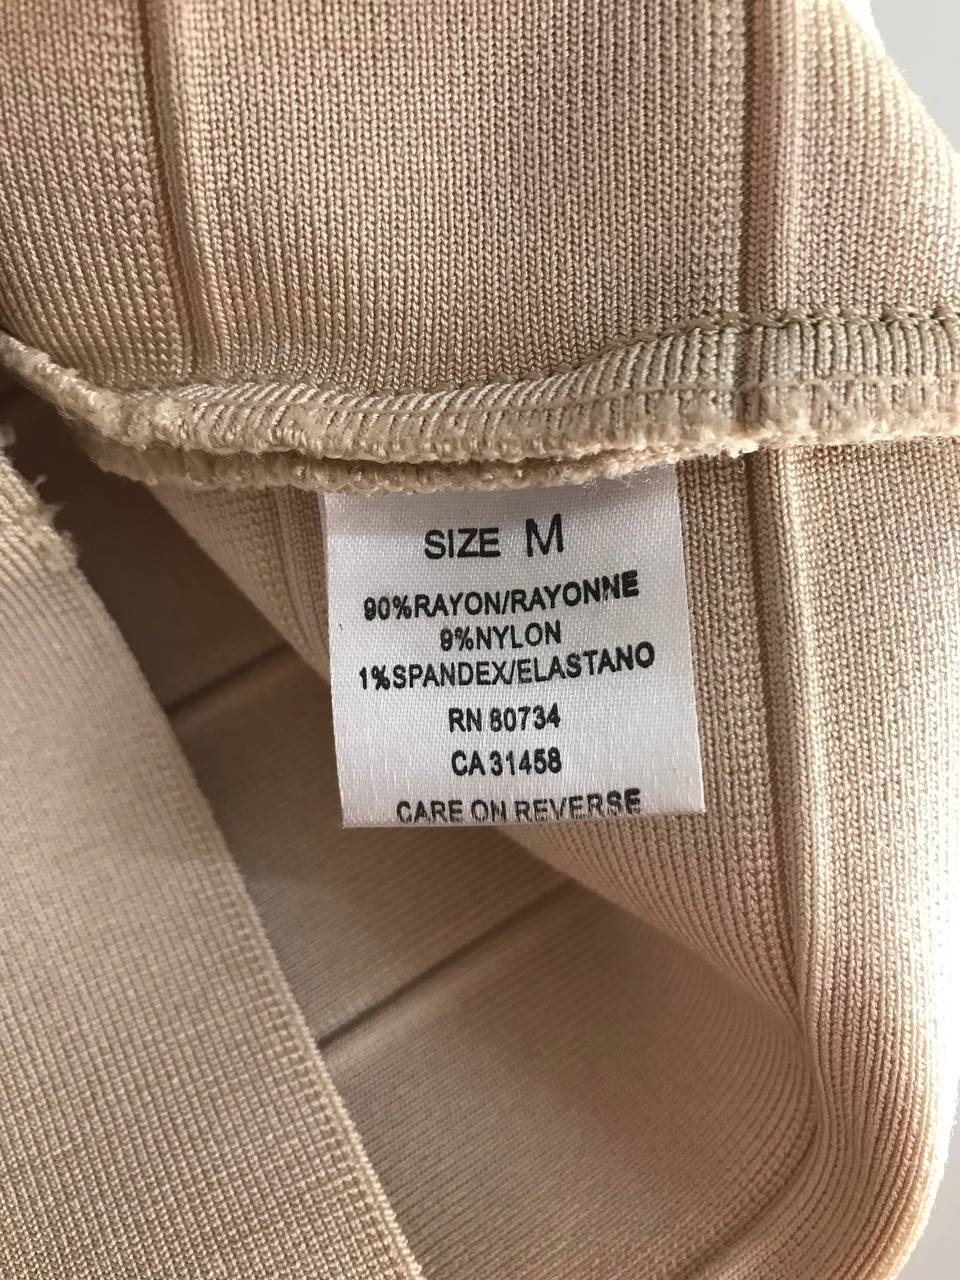 SIZE M
90%RAYON/RAYONNE
9%NYLON
1%SPANDEX/ELASTANO
RN 80734
CA 31458
CARE ON REVERSE